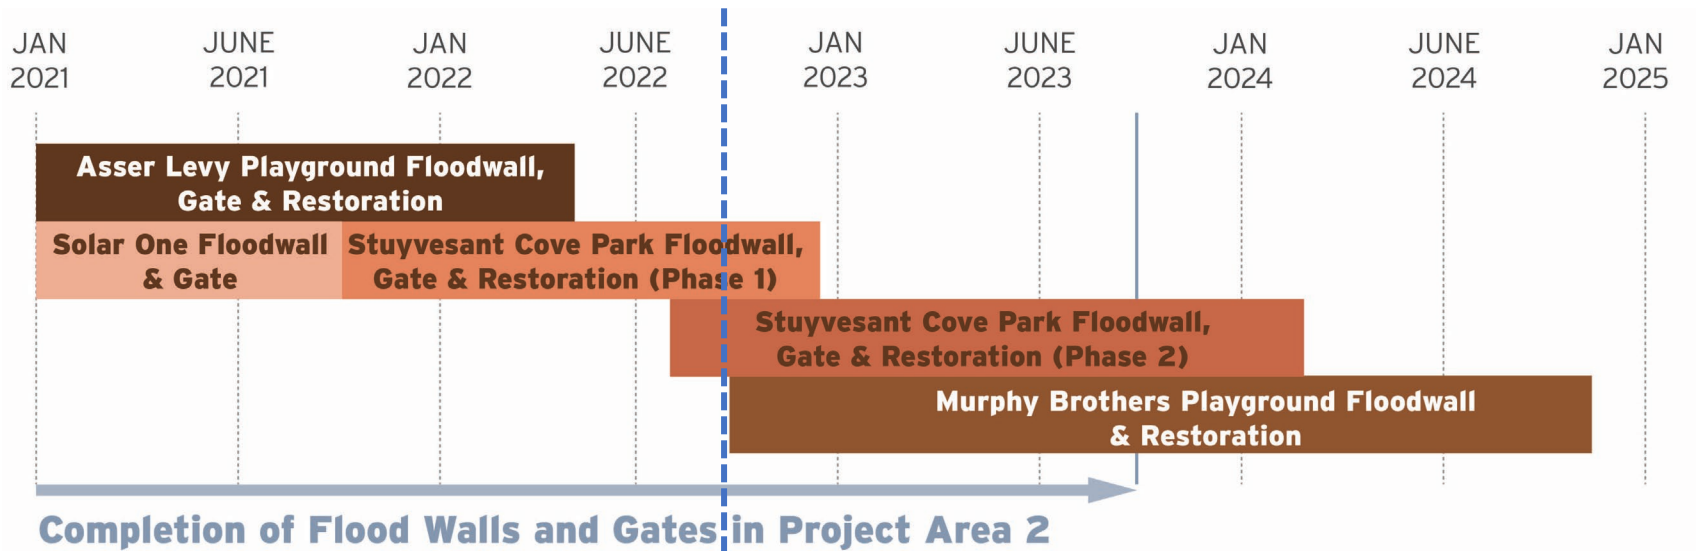 JAN JUNE JAN JUNE JAN JUNE JAN JUNE JAN
2021 2021 2022 2022 2023 2023 2024 2024 2025
Asser Levy Playground Floodwall,
Gate & Restoration
Solar One Floodwall
& Gate
Stuyvesant Cove Park Floodwall,
Gate & Restoration (Phase 1)
Stuyvesant Cove Park Floodwall,
Gate & Restoration (Phase 2)
Murphy Brothers Playground Floodwall
& Restoration
Completion of Flood Walls and Gates in Project Area 2